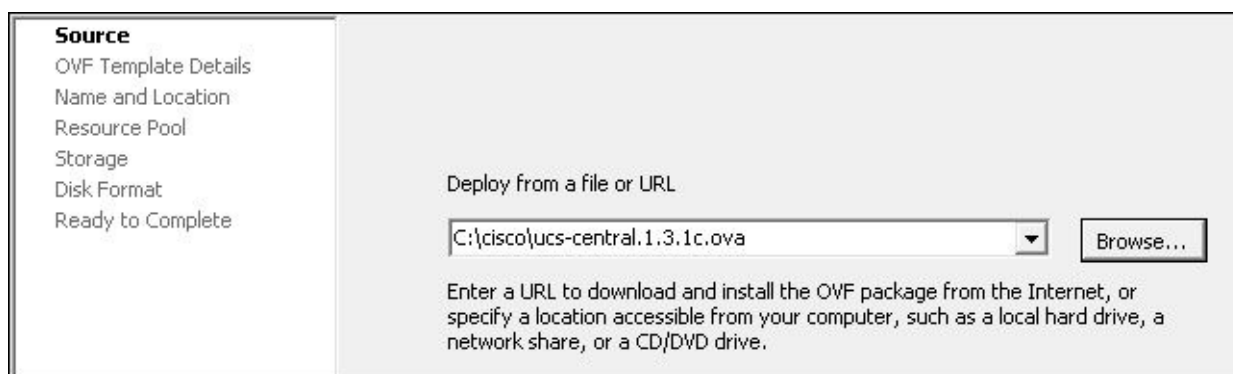 Source
OVF Template Details
Name and Location
Resource Pool
Storage
Disk Format
Ready to Complete
Deploy from a file or URL
C:\cisco\ucs-central.1.3.1c.ova
Browse...
Enter a URL to download and install the OVF package from the Internet, or
specify a location accessible from your computer, such as a local hard drive, a
network share, or a CD/DVD drive.